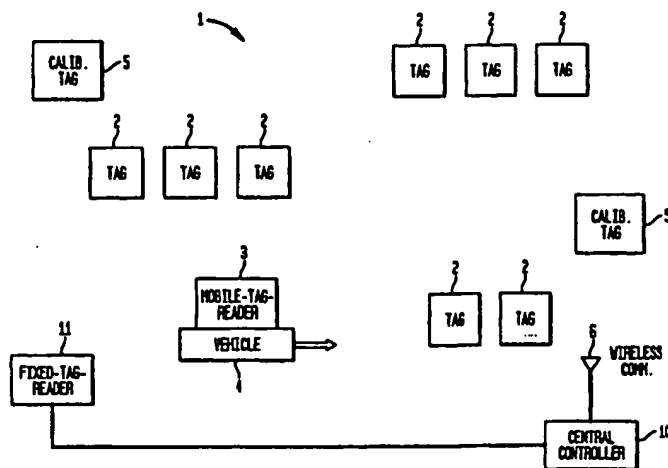 1
2 2 2
CALIB.
TAG
5
TAG TAG TAG
2 2 2
TAG TAG TAG
CALIB.
TAG
5
3
MOBILE-TAG-
READER
VEHICLE
4
2 2
TAG TAG
....
11
FIXED-TAG-
READER
6
WIRELESS
COMM.
CENTRAL
CONTROLLER
10